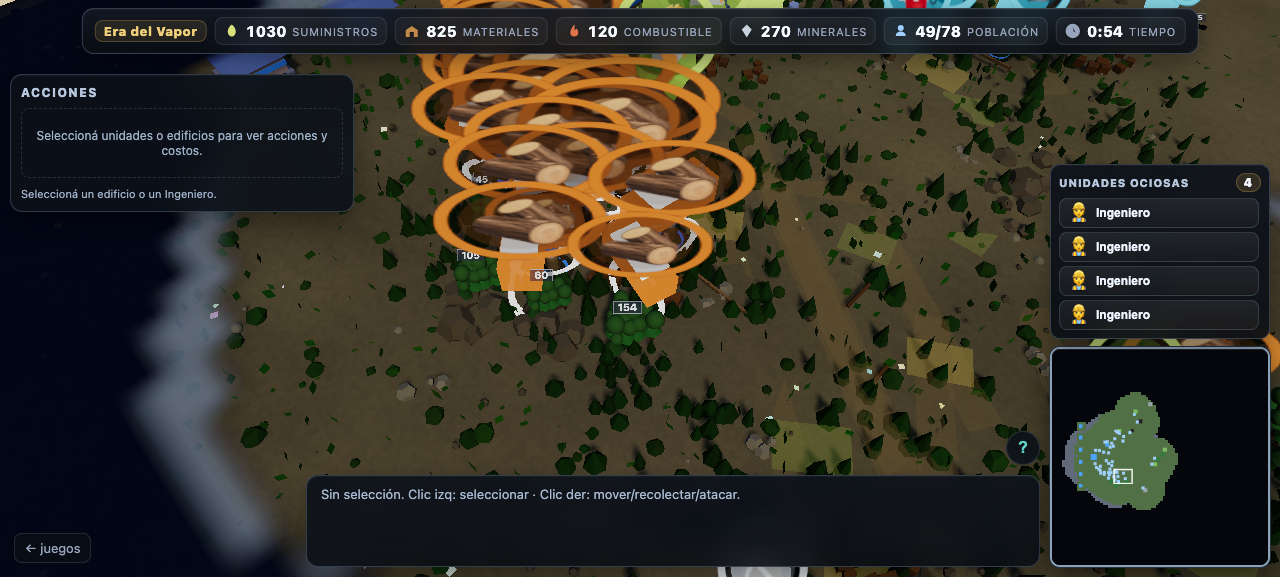 Era del Vapor
1030 SUMINISTROS
825 MATERIALES
120 COMBUSTIBLE
270 MINERALES
49/78 POBLACIÓN
0:54 TIEMPO
ACCIONES
Seleccioná unidades o edificios para ver acciones y
costos.
Seleccioná un edificio o un Ingeniero.
45
105
60
154
UNIDADES OCIOSAS 4
Ingeniero
Ingeniero
Ingeniero
Ingeniero
?
Sin selección. Clic izq: seleccionar · Clic der: mover/recolectar/atacar.
← juegos